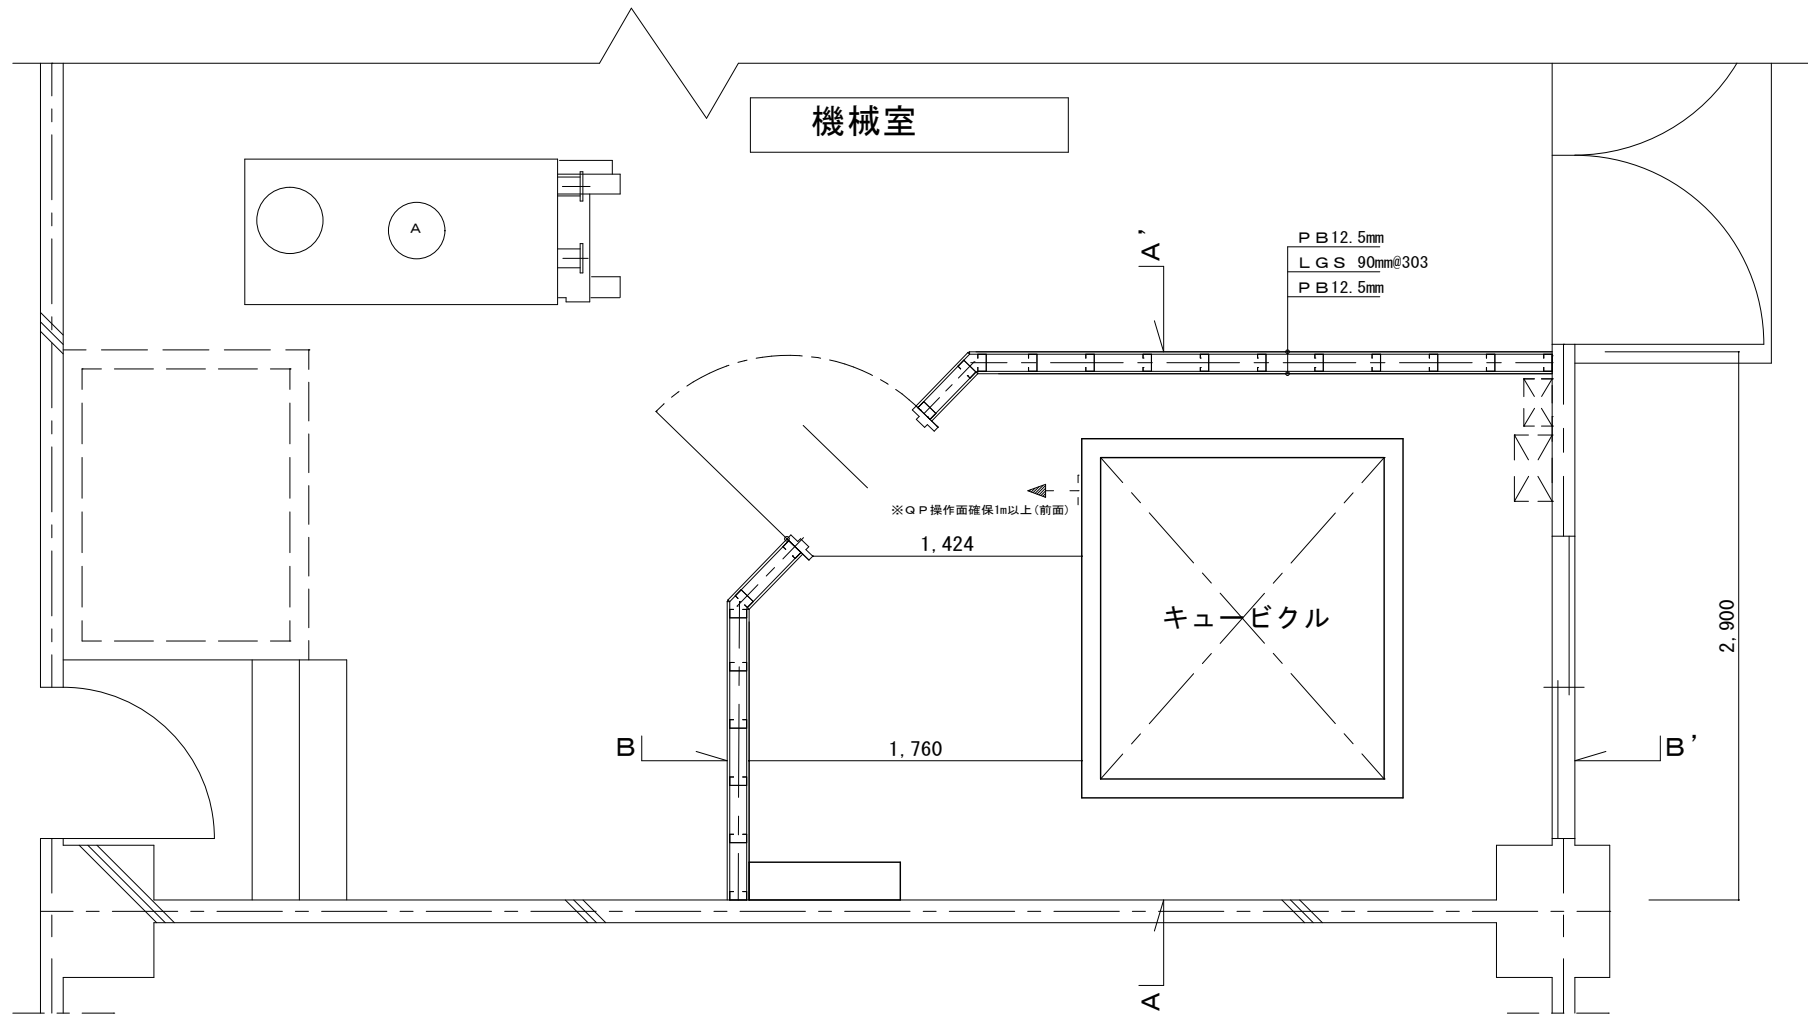 機械室
A
A'
PB12.5mm
LGS 90mm@303
PB12.5mm
※QP操作面確保1m以上(前面)
1,424
キュービクル
2,900
B
1,760
B'
A